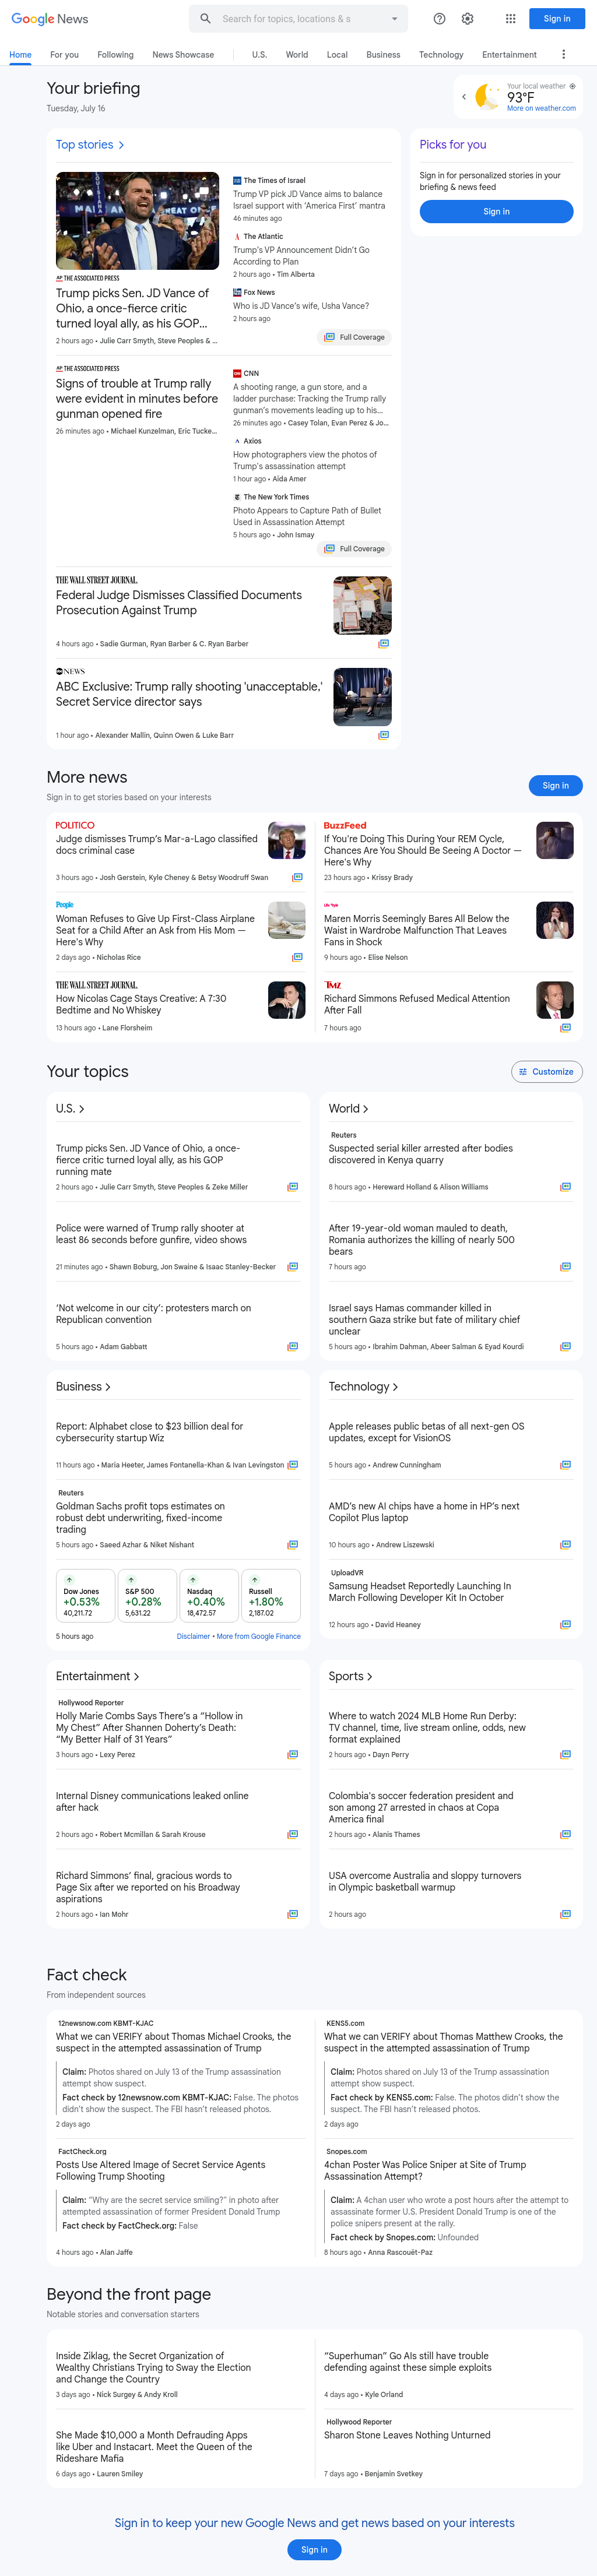 Google News
Search for topics, locations & s
Sign in
Home
For you
Following
News Showcase
U.S.
World
Local
Business
Technology
Entertainment
Your briefing
Tuesday, July 16
Your local weather
93°F
More on weather.com
Top stories
Picks for you
Sign in for personalized stories in your
briefing & news feed
Sign in
AP THE ASSOCIATED PRESS
Trump picks Sen. JD Vance of
Ohio, a once-fierce critic
turned loyal ally, as his GOP...
2 hours ago • Julie Carr Smyth, Steve Peoples & ...
The Times of Israel
Trump VP pick JD Vance aims to balance
Israel support with ‘America First’ mantra
46 minutes ago
The Atlantic
Trump’s VP Announcement Didn’t Go
According to Plan
2 hours ago • Tim Alberta
Fox News
Who is JD Vance’s wife, Usha Vance?
2 hours ago
Full Coverage
AP THE ASSOCIATED PRESS
Signs of trouble at Trump rally
were evident in minutes before
gunman opened fire
26 minutes ago • Michael Kunzelman, Eric Tucke...
CNN
A shooting range, a gun store, and a
ladder purchase: Tracking the Trump rally
gunman’s movements leading up to his...
26 minutes ago • Casey Tolan, Evan Perez & Jo...
Axios
How photographers view the photos of
Trump's assassination attempt
1 hour ago • Aïda Amer
The New York Times
Photo Appears to Capture Path of Bullet
Used in Assassination Attempt
5 hours ago • John Ismay
Full Coverage
THE WALL STREET JOURNAL
Federal Judge Dismisses Classified Documents
Prosecution Against Trump
4 hours ago • Sadie Gurman, Ryan Barber & C. Ryan Barber
abc NEWS
ABC Exclusive: Trump rally shooting 'unacceptable,'
Secret Service director says
1 hour ago • Alexander Mallin, Quinn Owen & Luke Barr
More news
Sign in to get stories based on your interests
Sign in
POLITICO
Judge dismisses Trump’s Mar-a-Lago classified
docs criminal case
3 hours ago • Josh Gerstein, Kyle Cheney & Betsy Woodruff Swan
BuzzFeed
If You're Doing This During Your REM Cycle,
Chances Are You Should Be Seeing A Doctor —
Here's Why
23 hours ago • Krissy Brady
People
Woman Refuses to Give Up First-Class Airplane
Seat for a Child After an Ask from His Mom —
Here's Why
2 days ago • Nicholas Rice
Life&Style
Maren Morris Seemingly Bares All Below the
Waist in Wardrobe Malfunction That Leaves
Fans in Shock
9 hours ago • Elise Nelson
THE WALL STREET JOURNAL
How Nicolas Cage Stays Creative: A 7:30
Bedtime and No Whiskey
13 hours ago • Lane Florsheim
TMZ
Richard Simmons Refused Medical Attention
After Fall
7 hours ago
Your topics
Customize
U.S.
Trump picks Sen. JD Vance of Ohio, a once-
fierce critic turned loyal ally, as his GOP
running mate
2 hours ago • Julie Carr Smyth, Steve Peoples & Zeke Miller
Police were warned of Trump rally shooter at
least 86 seconds before gunfire, video shows
21 minutes ago • Shawn Boburg, Jon Swaine & Isaac Stanley-Becker
‘Not welcome in our city’: protesters march on
Republican convention
5 hours ago • Adam Gabbatt
World
Reuters
Suspected serial killer arrested after bodies
discovered in Kenya quarry
8 hours ago • Hereward Holland & Alison Williams
After 19-year-old woman mauled to death,
Romania authorizes the killing of nearly 500
bears
7 hours ago
Israel says Hamas commander killed in
southern Gaza strike but fate of military chief
unclear
5 hours ago • Ibrahim Dahman, Abeer Salman & Eyad Kourdi
Business
Report: Alphabet close to $23 billion deal for
cybersecurity startup Wiz
11 hours ago • Maria Heeter, James Fontanella-Khan & Ivan Levingston
Reuters
Goldman Sachs profit tops estimates on
robust debt underwriting, fixed-income
trading
5 hours ago • Saeed Azhar & Niket Nishant
Dow Jones
+0.53%
40,211.72
S&P 500
+0.28%
5,631.22
Nasdaq
+0.40%
18,472.57
Russell
+1.80%
2,187.02
5 hours ago
Disclaimer • More from Google Finance
Technology
Apple releases public betas of all next-gen OS
updates, except for VisionOS
5 hours ago • Andrew Cunningham
AMD’s new AI chips have a home in HP’s next
Copilot Plus laptop
10 hours ago • Andrew Liszewski
UploadVR
Samsung Headset Reportedly Launching In
March Following Developer Kit In October
12 hours ago • David Heaney
Entertainment
Hollywood Reporter
Holly Marie Combs Says There’s a “Hollow in
My Chest” After Shannen Doherty’s Death:
“My Better Half of 31 Years”
3 hours ago • Lexy Perez
Internal Disney communications leaked online
after hack
2 hours ago • Robert Mcmillan & Sarah Krouse
Richard Simmons’ final, gracious words to
Page Six after we reported on his Broadway
aspirations
2 hours ago • Ian Mohr
Sports
Where to watch 2024 MLB Home Run Derby:
TV channel, time, live stream online, odds, new
format explained
2 hours ago • Dayn Perry
Colombia's soccer federation president and
son among 27 arrested in chaos at Copa
America final
2 hours ago • Alanis Thames
USA overcome Australia and sloppy turnovers
in Olympic basketball warmup
2 hours ago
Fact check
From independent sources
12newsnow.com KBMT-KJAC
What we can VERIFY about Thomas Michael Crooks, the
suspect in the attempted assassination of Trump
Claim: Photos shared on July 13 of the Trump assassination
attempt show suspect.
Fact check by 12newsnow.com KBMT-KJAC: False. The photos
didn’t show the suspect. The FBI hasn’t released photos.
2 days ago
KENS5.com
What we can VERIFY about Thomas Matthew Crooks, the
suspect in the attempted assassination of Trump
Claim: Photos shared on July 13 of the Trump assassination
attempt show suspect.
Fact check by KENS5.com: False. The photos didn’t show the
suspect. The FBI hasn’t released photos.
2 days ago
FactCheck.org
Posts Use Altered Image of Secret Service Agents
Following Trump Shooting
Claim: “Why are the secret service smiling?” in photo after
attempted assassination of former President Donald Trump
Fact check by FactCheck.org: False
4 hours ago • Alan Jaffe
Snopes.com
4chan Poster Was Police Sniper at Site of Trump
Assassination Attempt?
Claim: A 4chan user who wrote a post hours after the attempt to
assassinate former U.S. President Donald Trump is one of the
police snipers present at the rally.
Fact check by Snopes.com: Unfounded
8 hours ago • Anna Rascouët-Paz
Beyond the front page
Notable stories and conversation starters
Inside Ziklag, the Secret Organization of
Wealthy Christians Trying to Sway the Election
and Change the Country
3 days ago • Nick Surgey & Andy Kroll
“Superhuman” Go AIs still have trouble
defending against these simple exploits
4 days ago • Kyle Orland
She Made $10,000 a Month Defrauding Apps
like Uber and Instacart. Meet the Queen of the
Rideshare Mafia
6 days ago • Lauren Smiley
Hollywood Reporter
Sharon Stone Leaves Nothing Unturned
7 days ago • Benjamin Svetkey
Sign in to keep your new Google News and get news based on your interests
Sign in